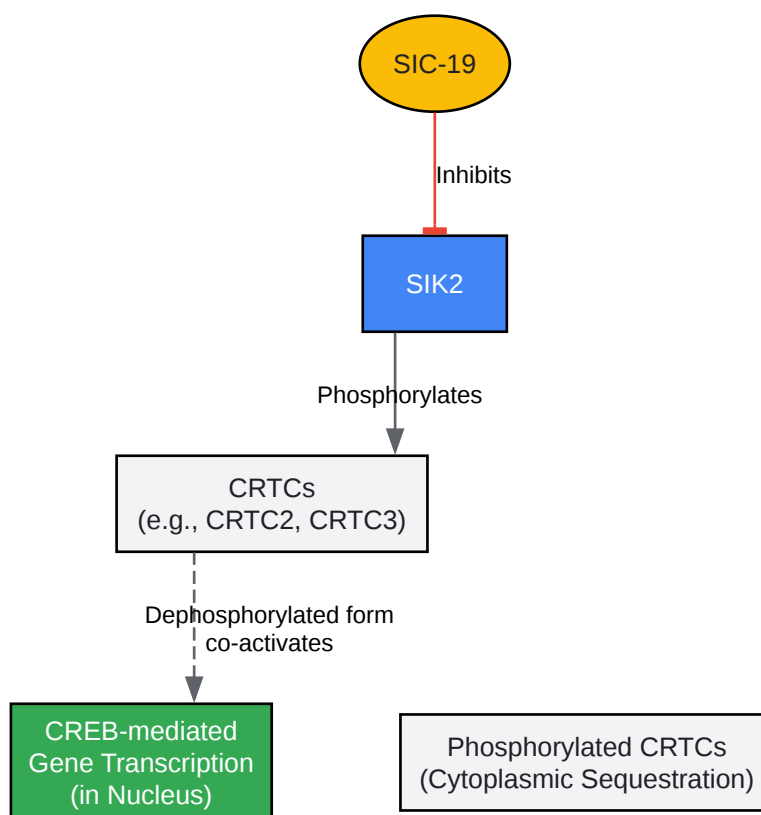 SIC-19
Inhibits
SIK2
Phosphorylates
CRTCs
(e.g., CRTC2, CRTC3)
Dephosphorylated form
co-activates
CREB-mediated
Gene Transcription
(in Nucleus)
Phosphorylated CRTCs
(Cytoplasmic Sequestration)